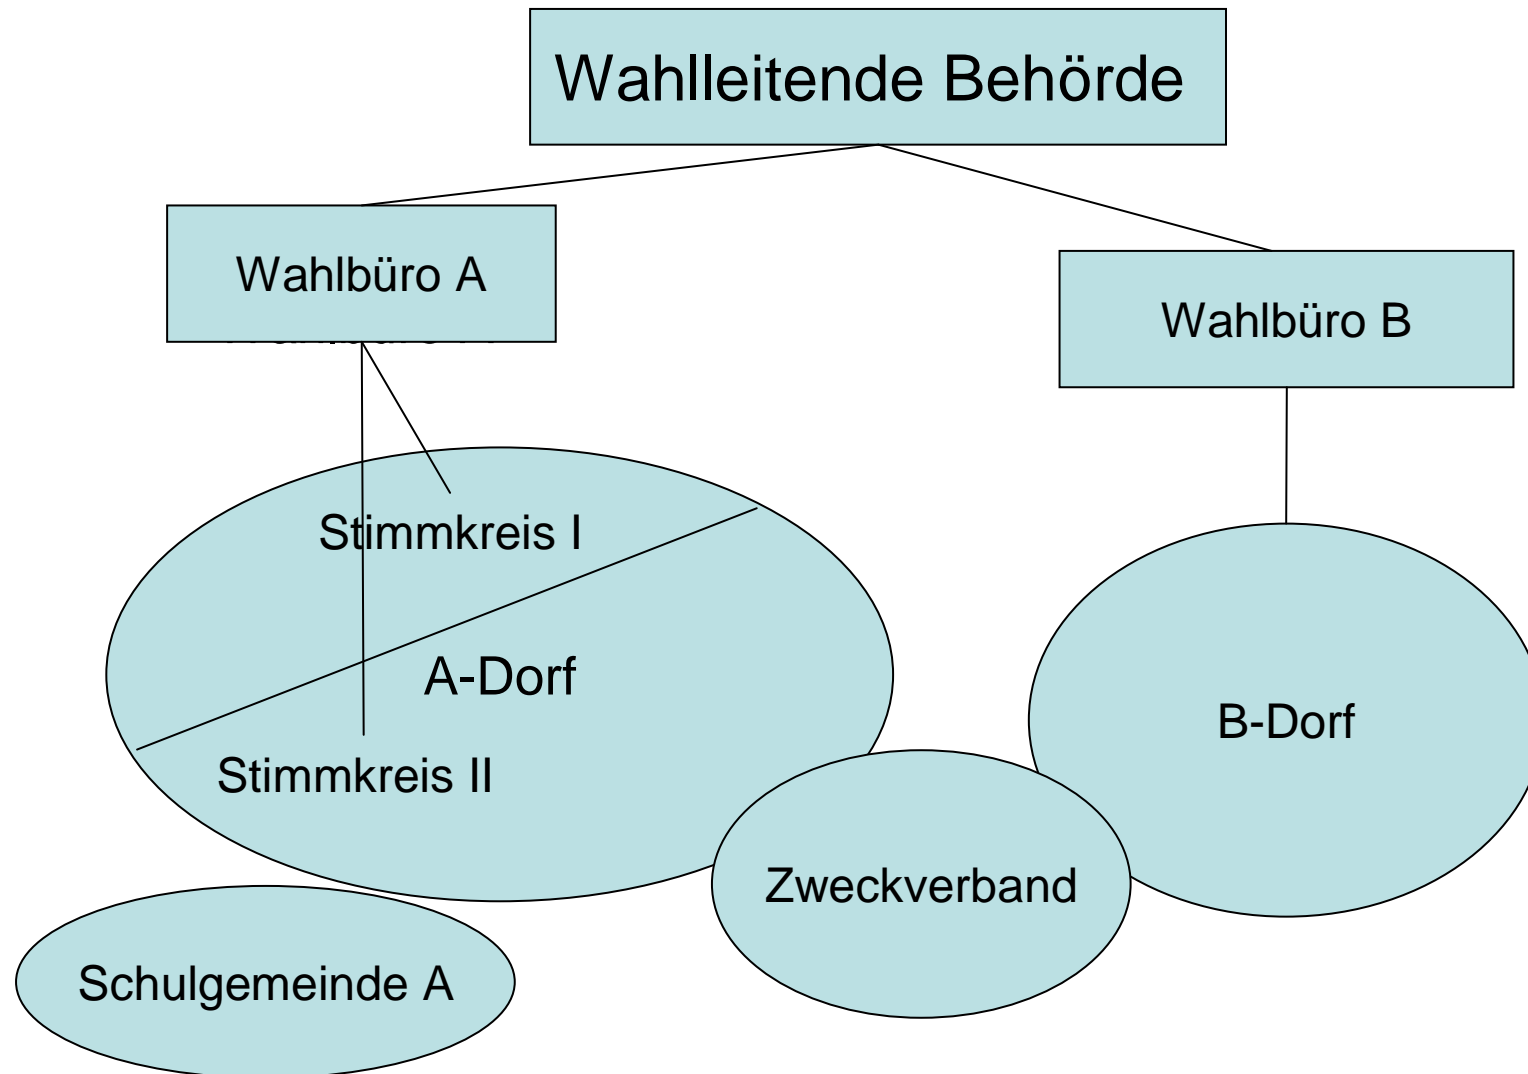 Wahlleitende Behörde
Wahlbüro A
Wahlbüro B
Stimmkreis I
A-Dorf
B-Dorf
Stimmkreis II
Zweckverband
Schulgemeinde A